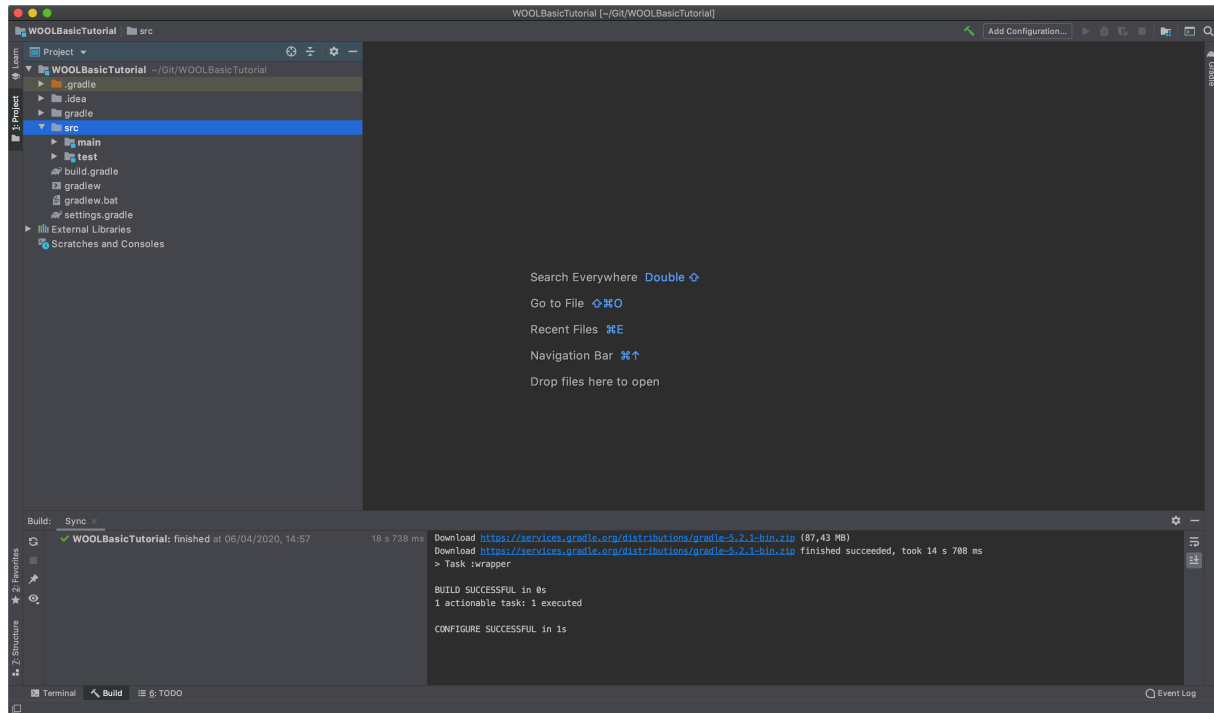 WOOLBasicTutorial [~/Git/WOOLBasicTutorial]
WOOLBasicTutorial src
Add Configuration...
Learn
1: Project
Project
WOOLBasicTutorial ~/Git/WOOLBasicTutorial
.gradle
.idea
gradle
src
main
test
build.gradle
gradlew
gradlew.bat
settings.gradle
External Libraries
Scratches and Consoles
Gradle
Search Everywhere Double ⇧
Go to File ⇧⌘O
Recent Files ⌘E
Navigation Bar ⌘↑
Drop files here to open
Build: Sync
WOOLBasicTutorial: finished at 06/04/2020, 14:57 18 s 738 ms
Download https://services.gradle.org/distributions/gradle-5.2.1-bin.zip (87,43 MB)
Download https://services.gradle.org/distributions/gradle-5.2.1-bin.zip finished succeeded, took 14 s 708 ms
> Task :wrapper
BUILD SUCCESSFUL in 0s
1 actionable task: 1 executed
CONFIGURE SUCCESSFUL in 1s
2: Favorites
7: Structure
Terminal Build 6: TODO Event Log